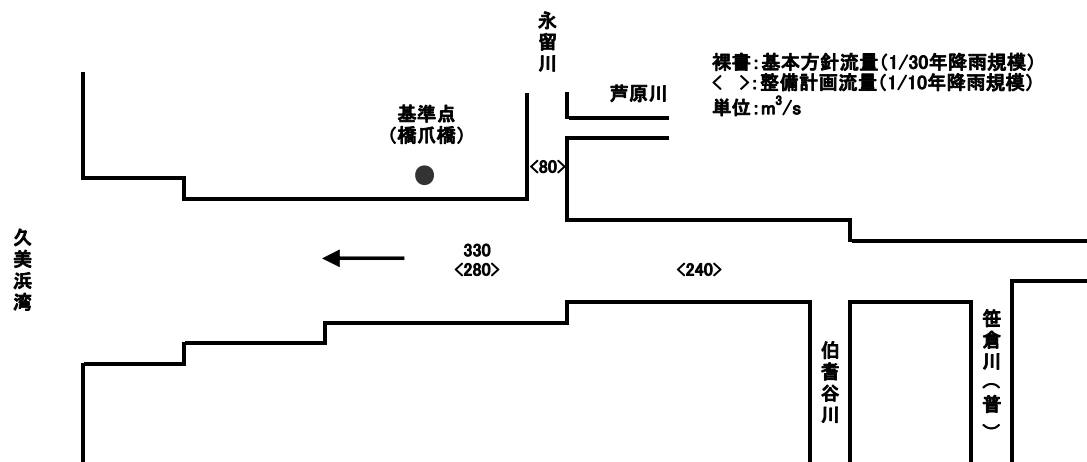 永留川
芦原川
裸書:基本方針流量(1/30年降雨規模)
< >:整備計画流量(1/10年降雨規模)
単位:m³/s
基準点
(橋爪橋)
<80>
久美浜湾
330
<280>
<240>
伯耆谷川
笹倉川(普)